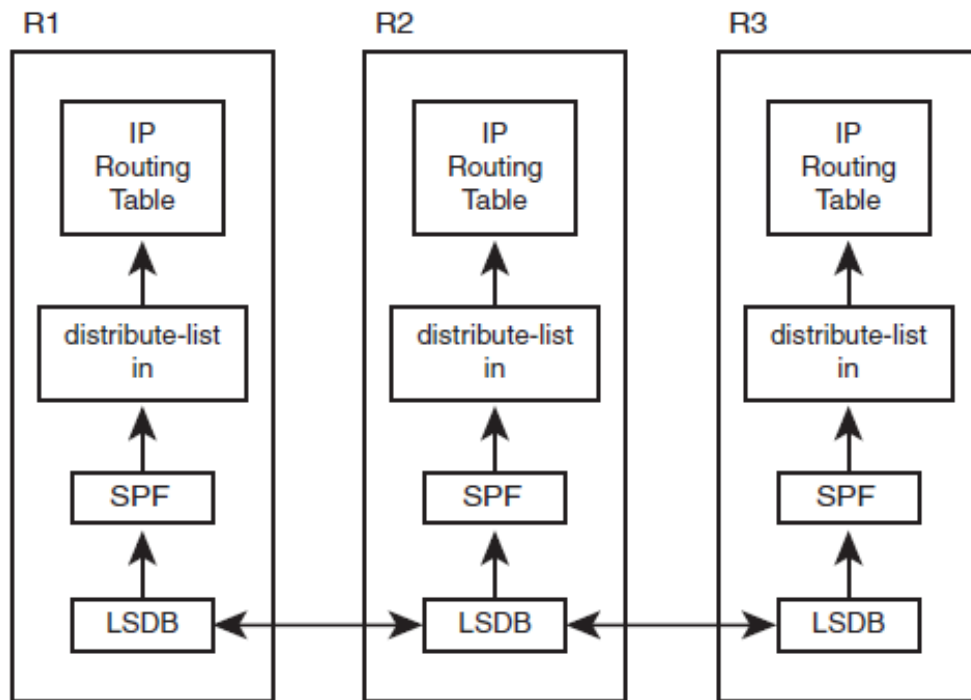 R1
R2
R3
IP
Routing
Table
IP
Routing
Table
IP
Routing
Table
distribute-list
in
distribute-list
in
distribute-list
in
SPF
SPF
SPF
LSDB
LSDB
LSDB